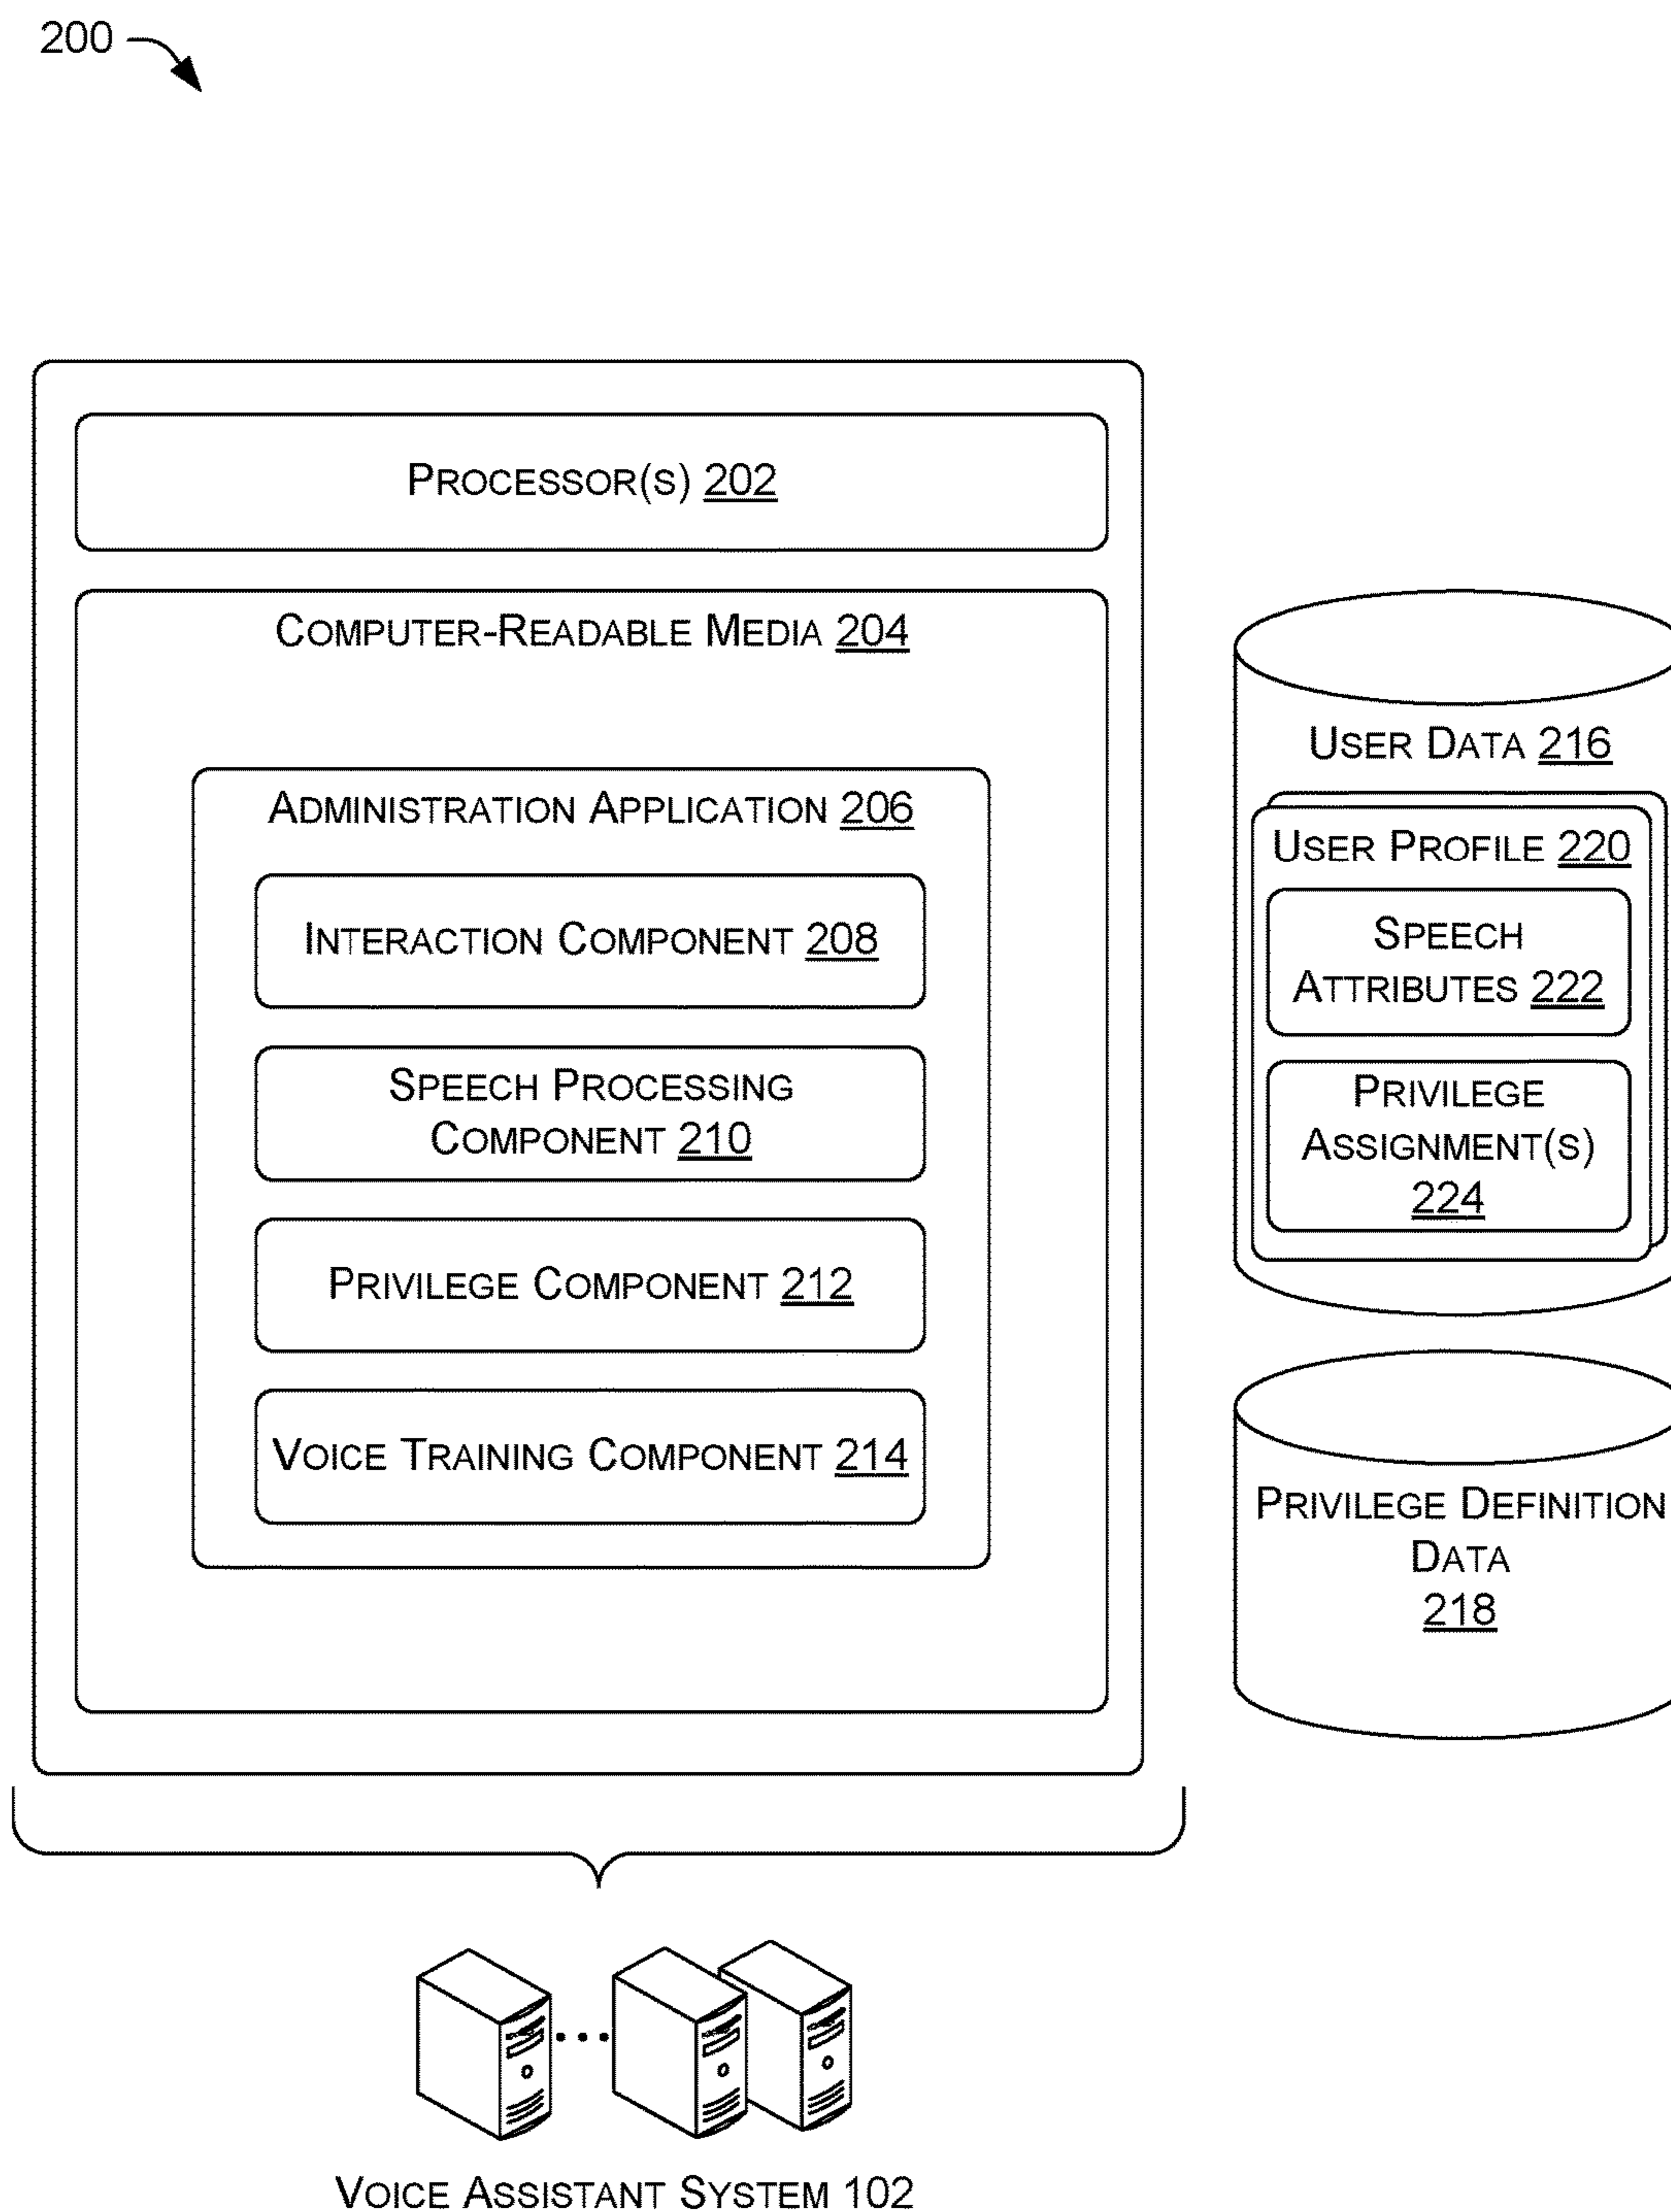 200
PROCESSOR(S) 202
COMPUTER-READABLE MEDIA 204
ADMINISTRATION APPLICATION 206
INTERACTION COMPONENT 208
SPEECH PROCESSING
COMPONENT 210
PRIVILEGE COMPONENT 212
VOICE TRAINING COMPONENT 214
USER DATA 216
USER PROFILE 220
SPEECH
ATTRIBUTES 222
PRIVILEGE
ASSIGNMENT(S)
224
PRIVILEGE DEFINITION
DATA
218
VOICE ASSISTANT SYSTEM 102